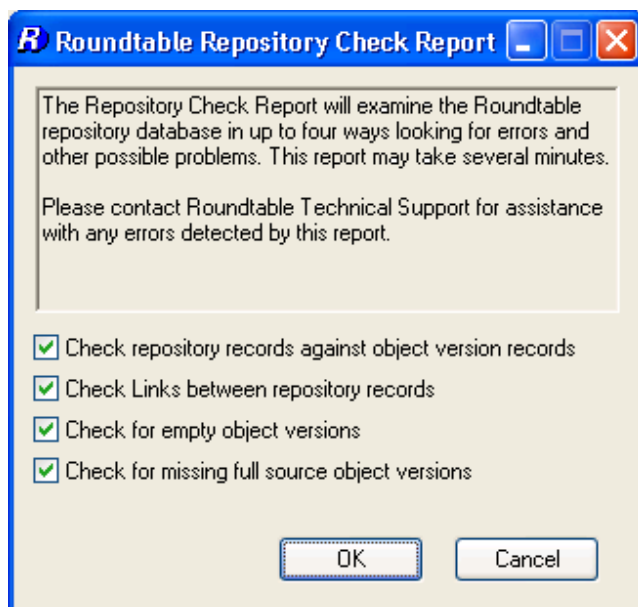 R Roundtable Repository Check Report
The Repository Check Report will examine the Roundtable
repository database in up to four ways looking for errors and
other possible problems. This report may take several minutes.
Please contact Roundtable Technical Support for assistance
with any errors detected by this report.
Check repository records against object version records
Check Links between repository records
Check for empty object versions
Check for missing full source object versions
OK Cancel